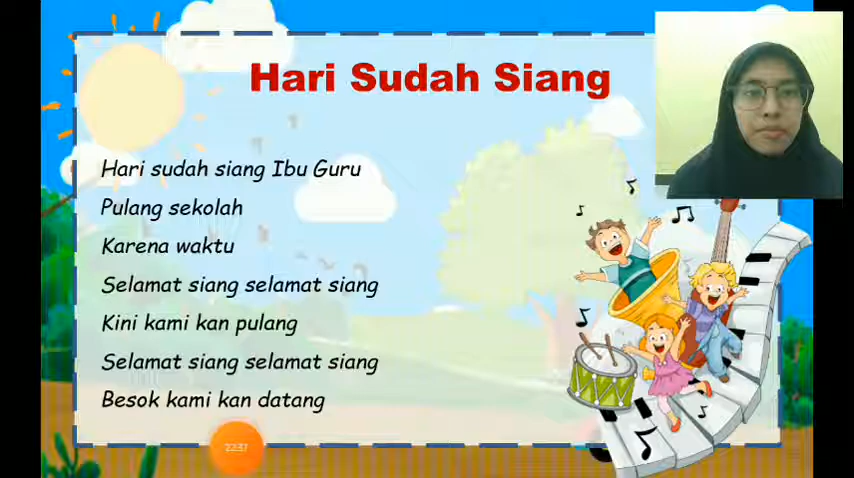 Hari Sudah Siang
Hari sudah siang Ibu Guru
Pulang sekolah
Karena waktu
Selamat siang selamat siang
Kini kami kan pulang
Selamat siang selamat siang
Besok kami kan datang